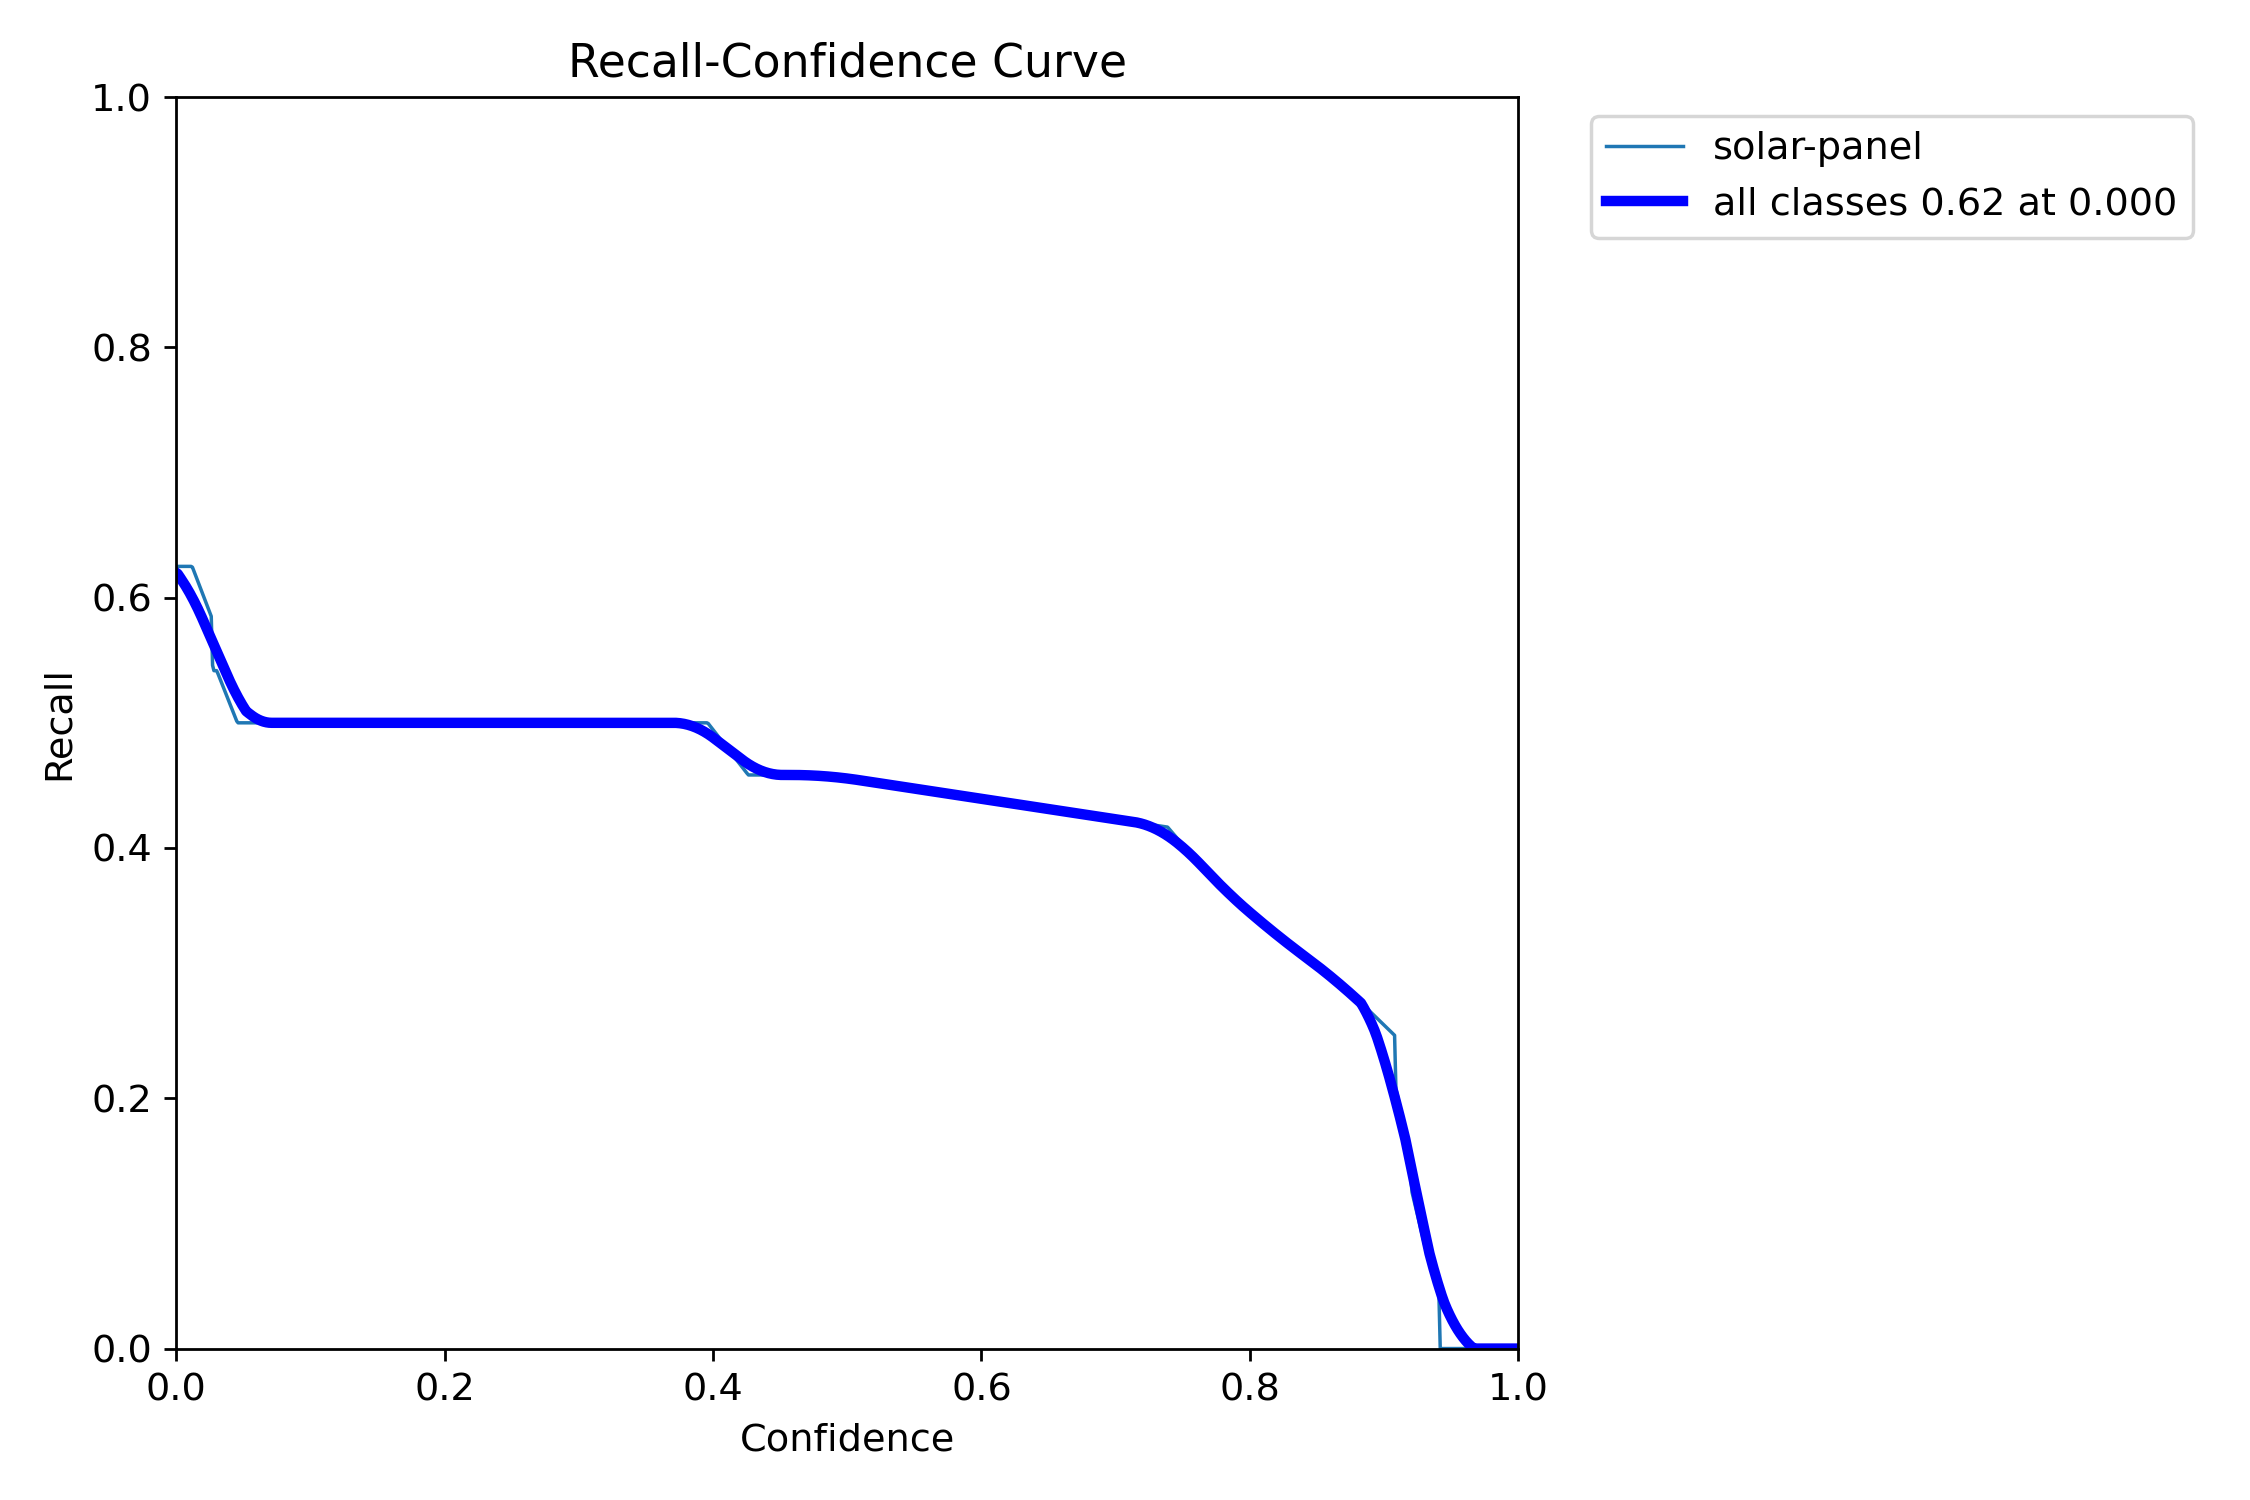 Recall-Confidence Curve
1.0
0.8
0.6
0.4
0.2
0.0
Recall
0.0 0.2 0.4 0.6 0.8 1.0
Confidence
solar-panel
all classes 0.62 at 0.000